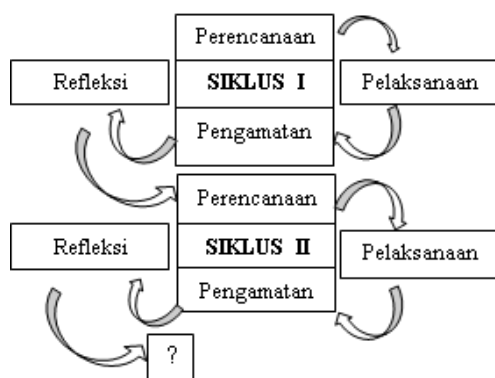 Perencanaan
Refleksi
SIKLUS I
Pelaksanaan
Pengamatan
Perencanaan
Refleksi
SIKLUS II
Pelaksanaan
Pengamatan
?